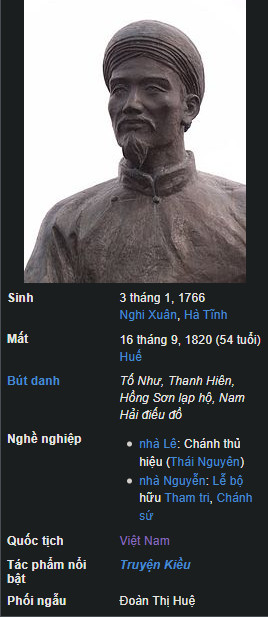 Sinh 3 tháng 1, 1766
Nghi Xuân, Hà Tĩnh
Mất 16 tháng 9, 1820 (54 tuổi)
Huế
Bút danh Tố Như, Thanh Hiên,
Hồng Sơn lạp hộ, Nam
Hải điếu đồ
Nghề nghiệp
nhà Lê: Chánh thủ
hiệu (Thái Nguyên)
nhà Nguyễn: Lễ bộ
hữu Tham tri, Chánh
sứ
Quốc tịch Việt Nam
Tác phẩm nổi Truyện Kiều
bật
Phối ngẫu Đoàn Thị Huệ